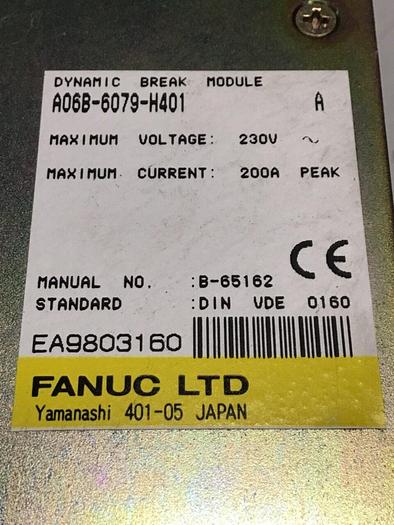 DYNAMIC BREAK MODULE
A06B-6079-H401 A
MAXIMUM VOLTAGE: 230V ~
MAXIMUM CURRENT: 200A PEAK
CE
MANUAL NO. :B-65162
STANDARD :DIN VDE 0160
EA9803160
FANUC LTD
Yamanashi 401-05 JAPAN